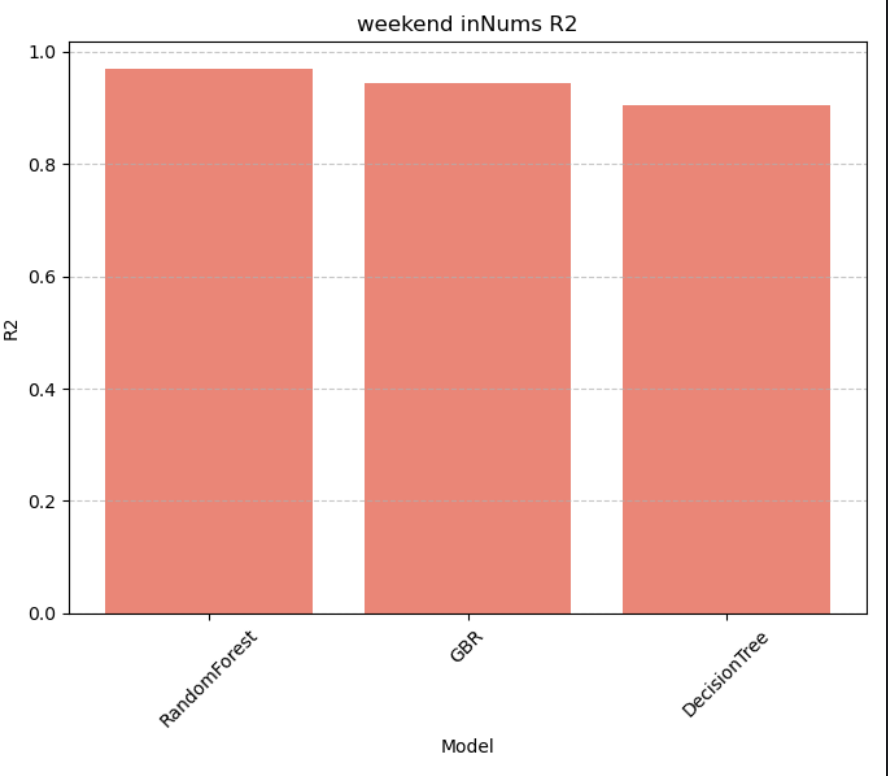 weekend inNums R2
1.0
0.8
0.6
0.4
0.2
0.0
R2
RandomForest
GBR
DecisionTree
Model